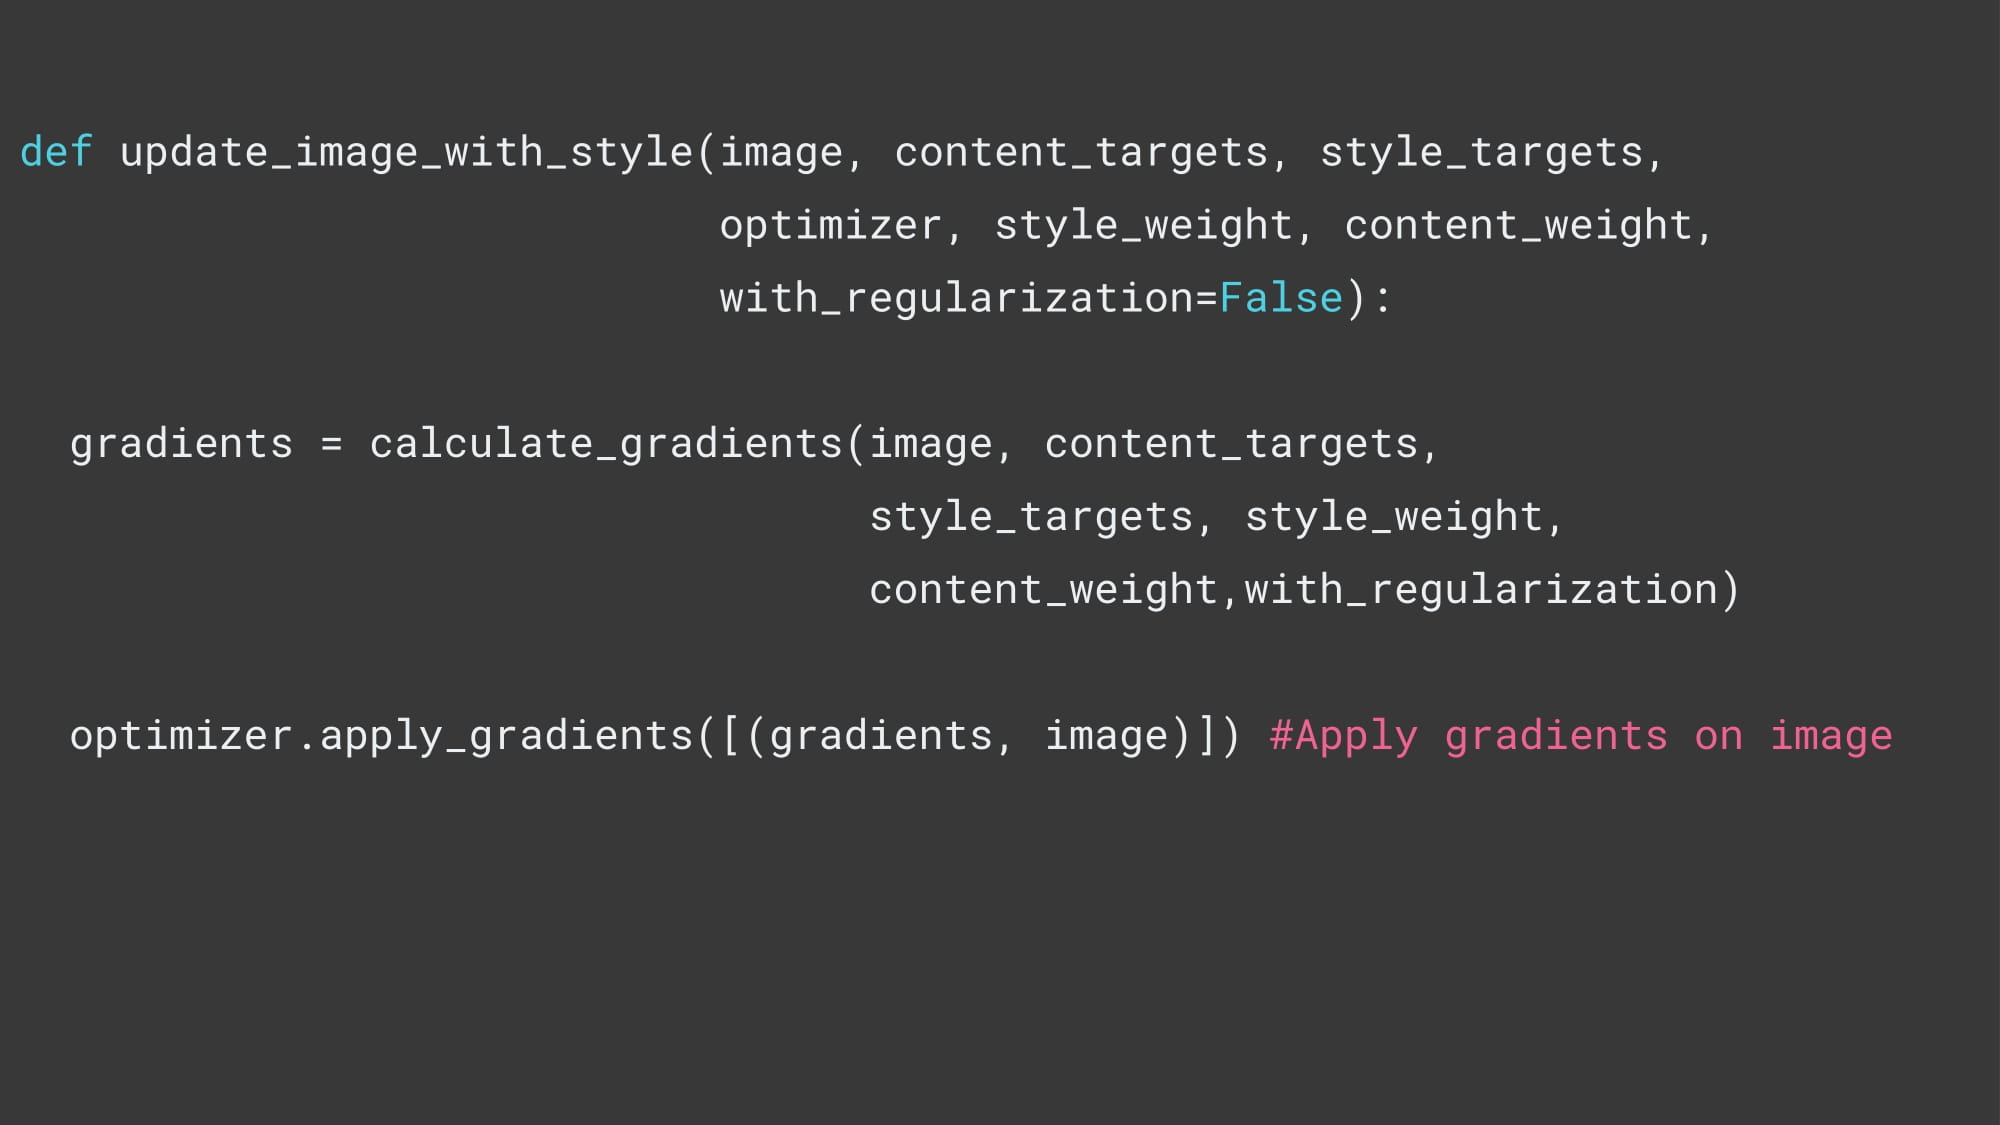 def update_image_with_style(image, content_targets, style_targets,
                            optimizer, style_weight, content_weight,
                            with_regularization=False):
  gradients = calculate_gradients(image, content_targets,
                                  style_targets, style_weight,
                                  content_weight,with_regularization)
  optimizer.apply_gradients([(gradients, image)]) #Apply gradients on image